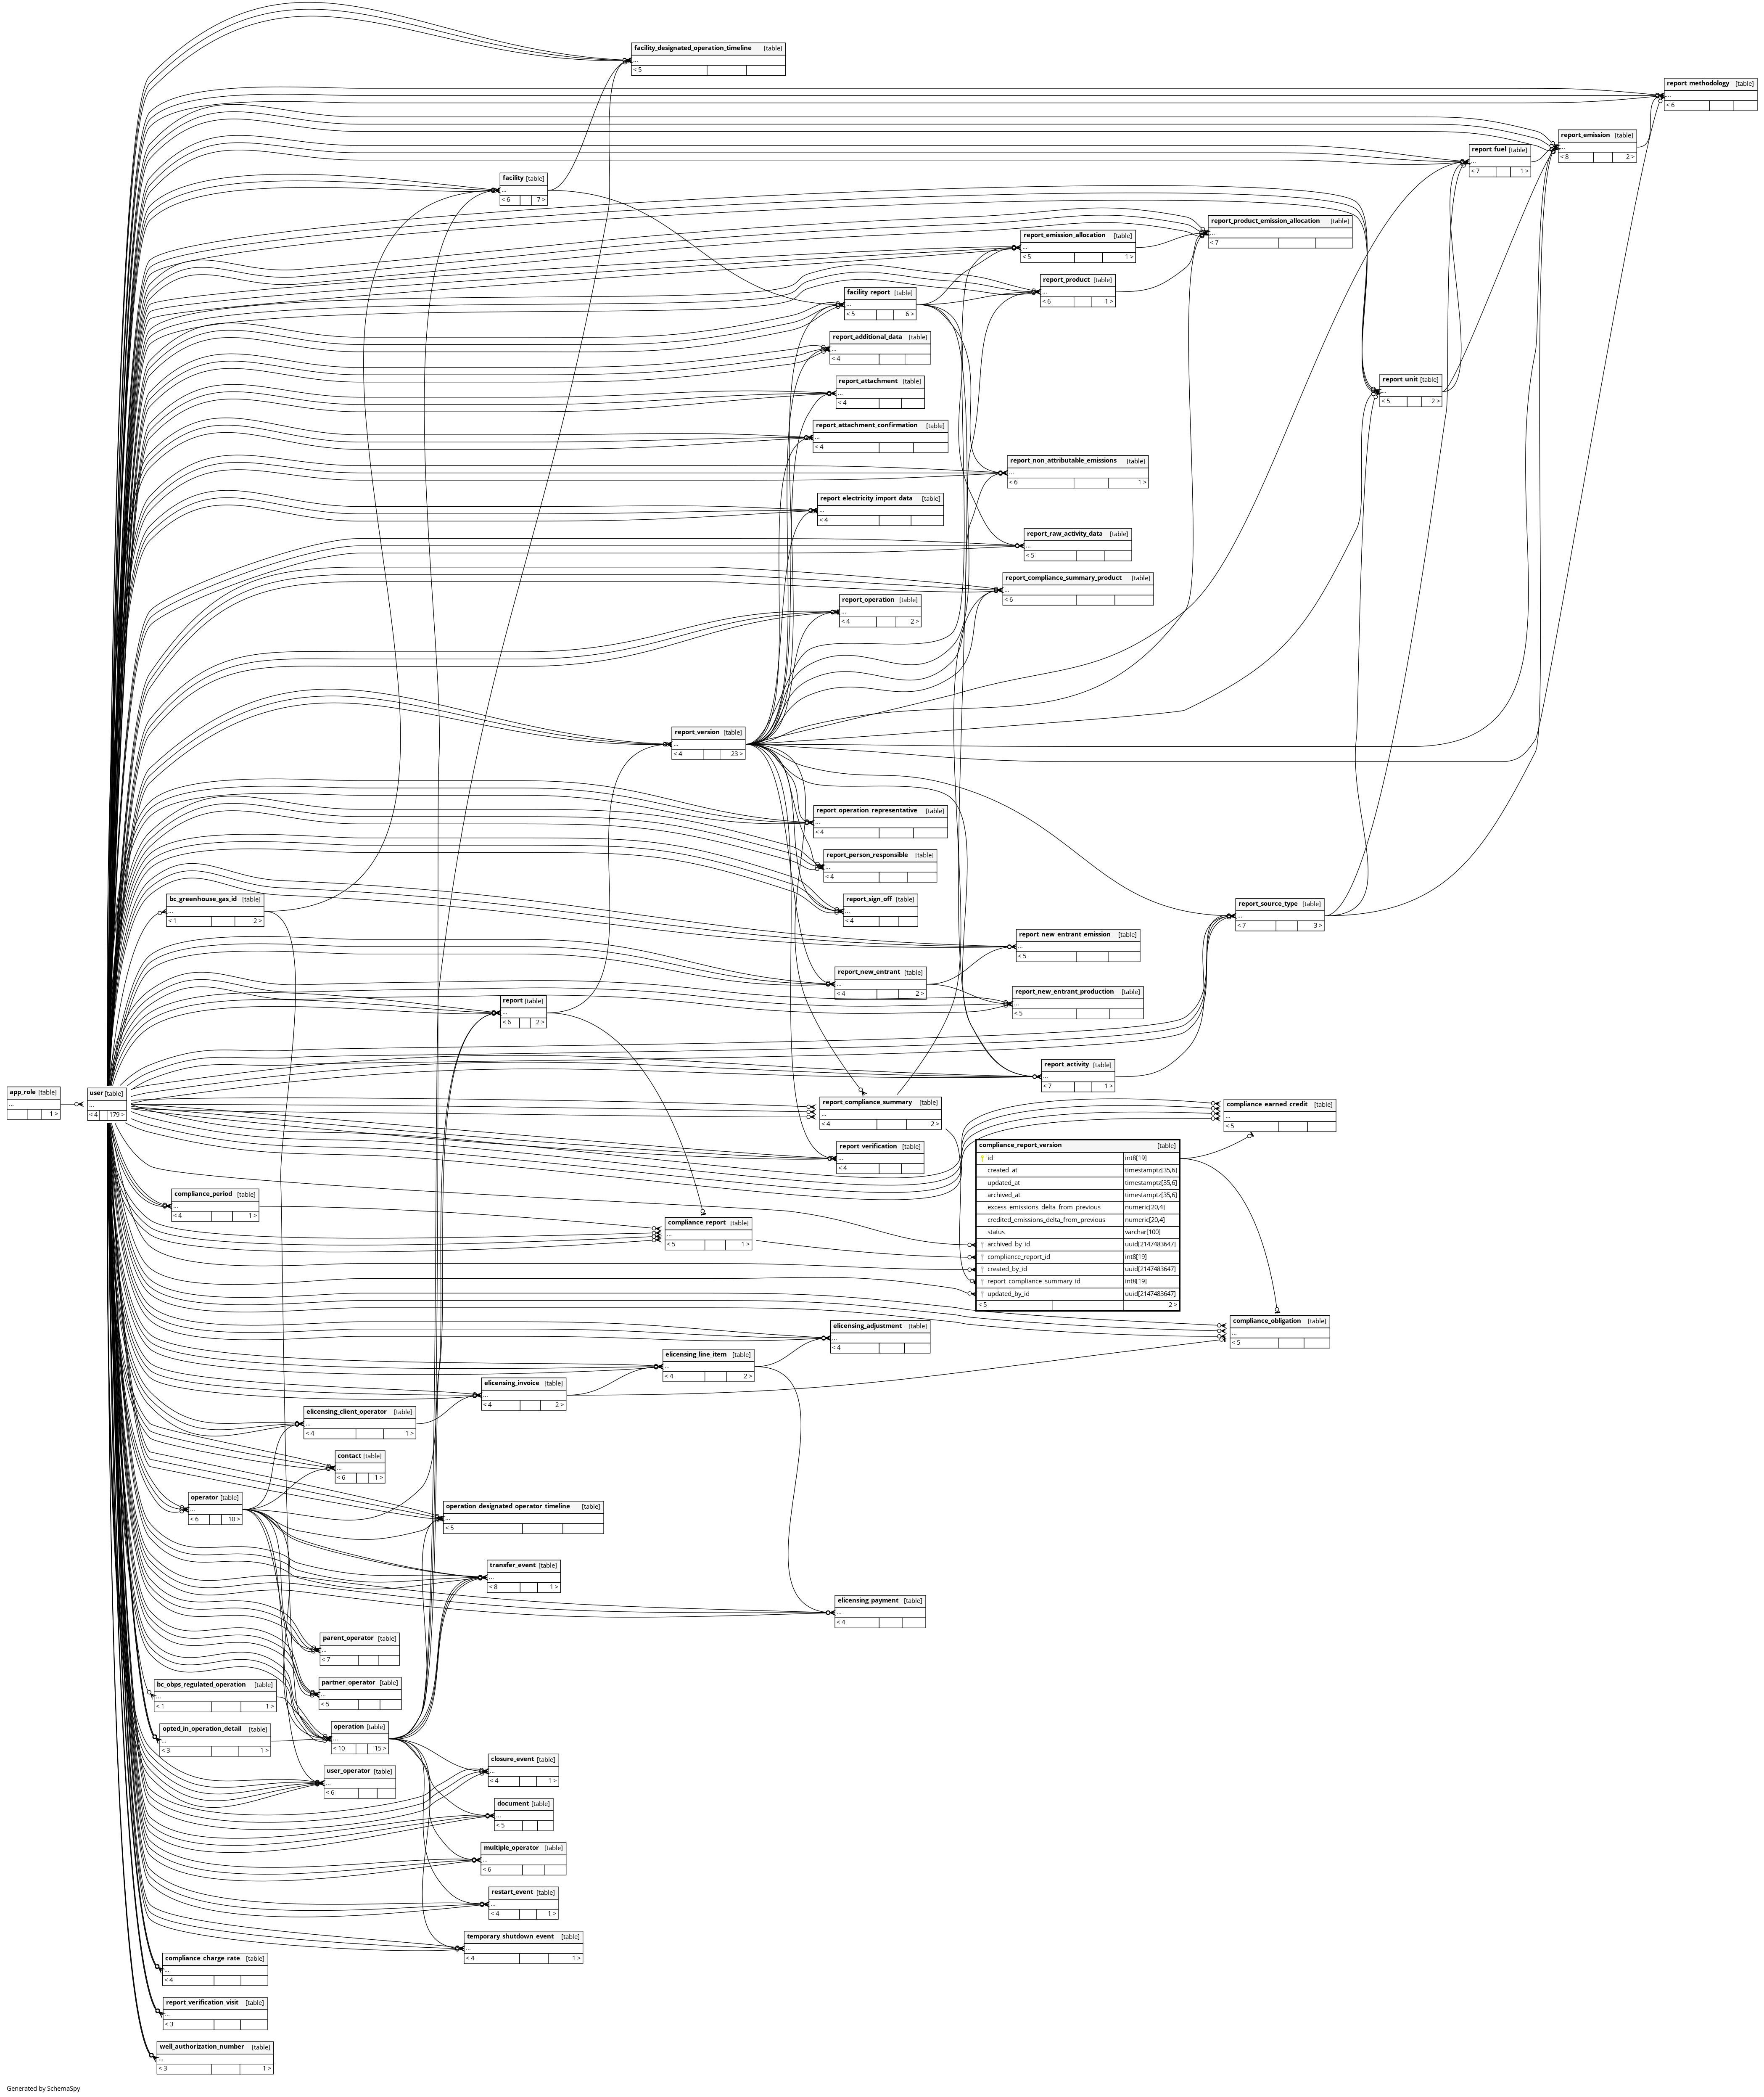 facility_designated_operation_timeline [table]
...
< 5
report_methodology [table]
...
< 6
report_emission [table]
...
< 8 2 >
report_fuel [table]
...
< 7 1 >
facility [table]
...
< 6 7 >
report_product_emission_allocation [table]
...
< 7
report_emission_allocation [table]
...
< 5 1 >
report_product [table]
...
< 6 1 >
facility_report [table]
...
< 5 6 >
report_additional_data [table]
...
< 4
report_attachment [table]
...
< 4
report_unit [table]
...
< 5 2 >
report_attachment_confirmation [table]
...
< 4
report_non_attributable_emissions [table]
...
< 6 1 >
report_electricity_import_data [table]
...
< 4
report_raw_activity_data [table]
...
< 5
report_compliance_summary_product [table]
...
< 6
report_operation [table]
...
< 4 2 >
report_version [table]
...
< 4 23 >
report_operation_representative [table]
...
< 4
report_person_responsible [table]
...
< 4
bc_greenhouse_gas_id [table]
...
< 1 2 >
report_sign_off [table]
...
< 4
report_source_type [table]
...
< 7 3 >
report_new_entrant_emission [table]
...
< 5
report_new_entrant [table]
...
< 4 2 >
report_new_entrant_production [table]
...
< 5
report [table]
...
< 6 2 >
report_activity [table]
...
< 7 1 >
app_role [table]
...
1 >
user [table]
...
< 4 179 >
report_compliance_summary [table]
...
< 4 2 >
compliance_earned_credit [table]
...
< 5
report_verification [table]
...
< 4
compliance_report_version [table]
id int8[19]
created_at timestamptz[35,6]
updated_at timestamptz[35,6]
archived_at timestamptz[35,6]
excess_emissions_delta_from_previous numeric[20,4]
credited_emissions_delta_from_previous numeric[20,4]
status varchar[100]
archived_by_id uuid[2147483647]
compliance_report_id int8[19]
created_by_id uuid[2147483647]
report_compliance_summary_id int8[19]
updated_by_id uuid[2147483647]
< 5 2 >
compliance_period [table]
...
< 4 1 >
compliance_report [table]
...
< 5 1 >
compliance_obligation [table]
...
< 5
elicensing_adjustment [table]
...
< 4
elicensing_line_item [table]
...
< 4 2 >
elicensing_invoice [table]
...
< 4 2 >
elicensing_client_operator [table]
...
< 4 1 >
contact [table]
...
< 6 1 >
operator [table]
...
< 6 10 >
operation_designated_operator_timeline [table]
...
< 5
transfer_event [table]
...
< 8 1 >
elicensing_payment [table]
...
< 4
parent_operator [table]
...
< 7
partner_operator [table]
...
< 5
bc_obps_regulated_operation [table]
...
< 1 1 >
operation [table]
...
< 10 15 >
opted_in_operation_detail [table]
...
< 3 1 >
closure_event [table]
...
< 4 1 >
user_operator [table]
...
< 6
document [table]
...
< 5
multiple_operator [table]
...
< 6
restart_event [table]
...
< 4 1 >
temporary_shutdown_event [table]
...
< 4 1 >
compliance_charge_rate [table]
...
< 4
report_verification_visit [table]
...
< 3
well_authorization_number [table]
...
< 3 1 >
Generated by SchemaSpy